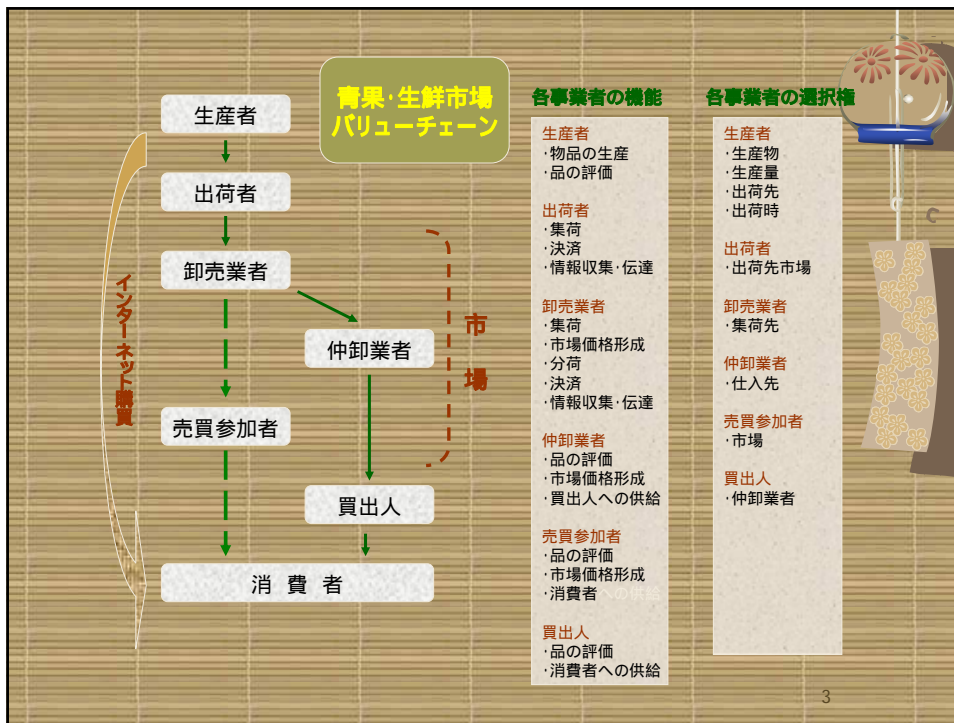 青果･生鮮市場
バリューチェーン
生産者
出荷者
卸売業者
仲卸業者
売買参加者
買出人
消 費 者
インターネット購買
市
場
各事業者の機能
生産者
･物品の生産
･品の評価
出荷者
･集荷
･決済
･情報収集･伝達
卸売業者
･集荷
･市場価格形成
･分荷
･決済
･情報収集･伝達
仲卸業者
･品の評価
･市場価格形成
･買出人への供給
売買参加者
･品の評価
･市場価格形成
･消費者への供給
買出人
･品の評価
･消費者への供給
各事業者の選択権
生産者
･生産物
･生産量
･出荷先
･出荷時
出荷者
･出荷先市場
卸売業者
･集荷先
仲卸業者
･仕入先
売買参加者
･市場
買出人
･仲卸業者
3